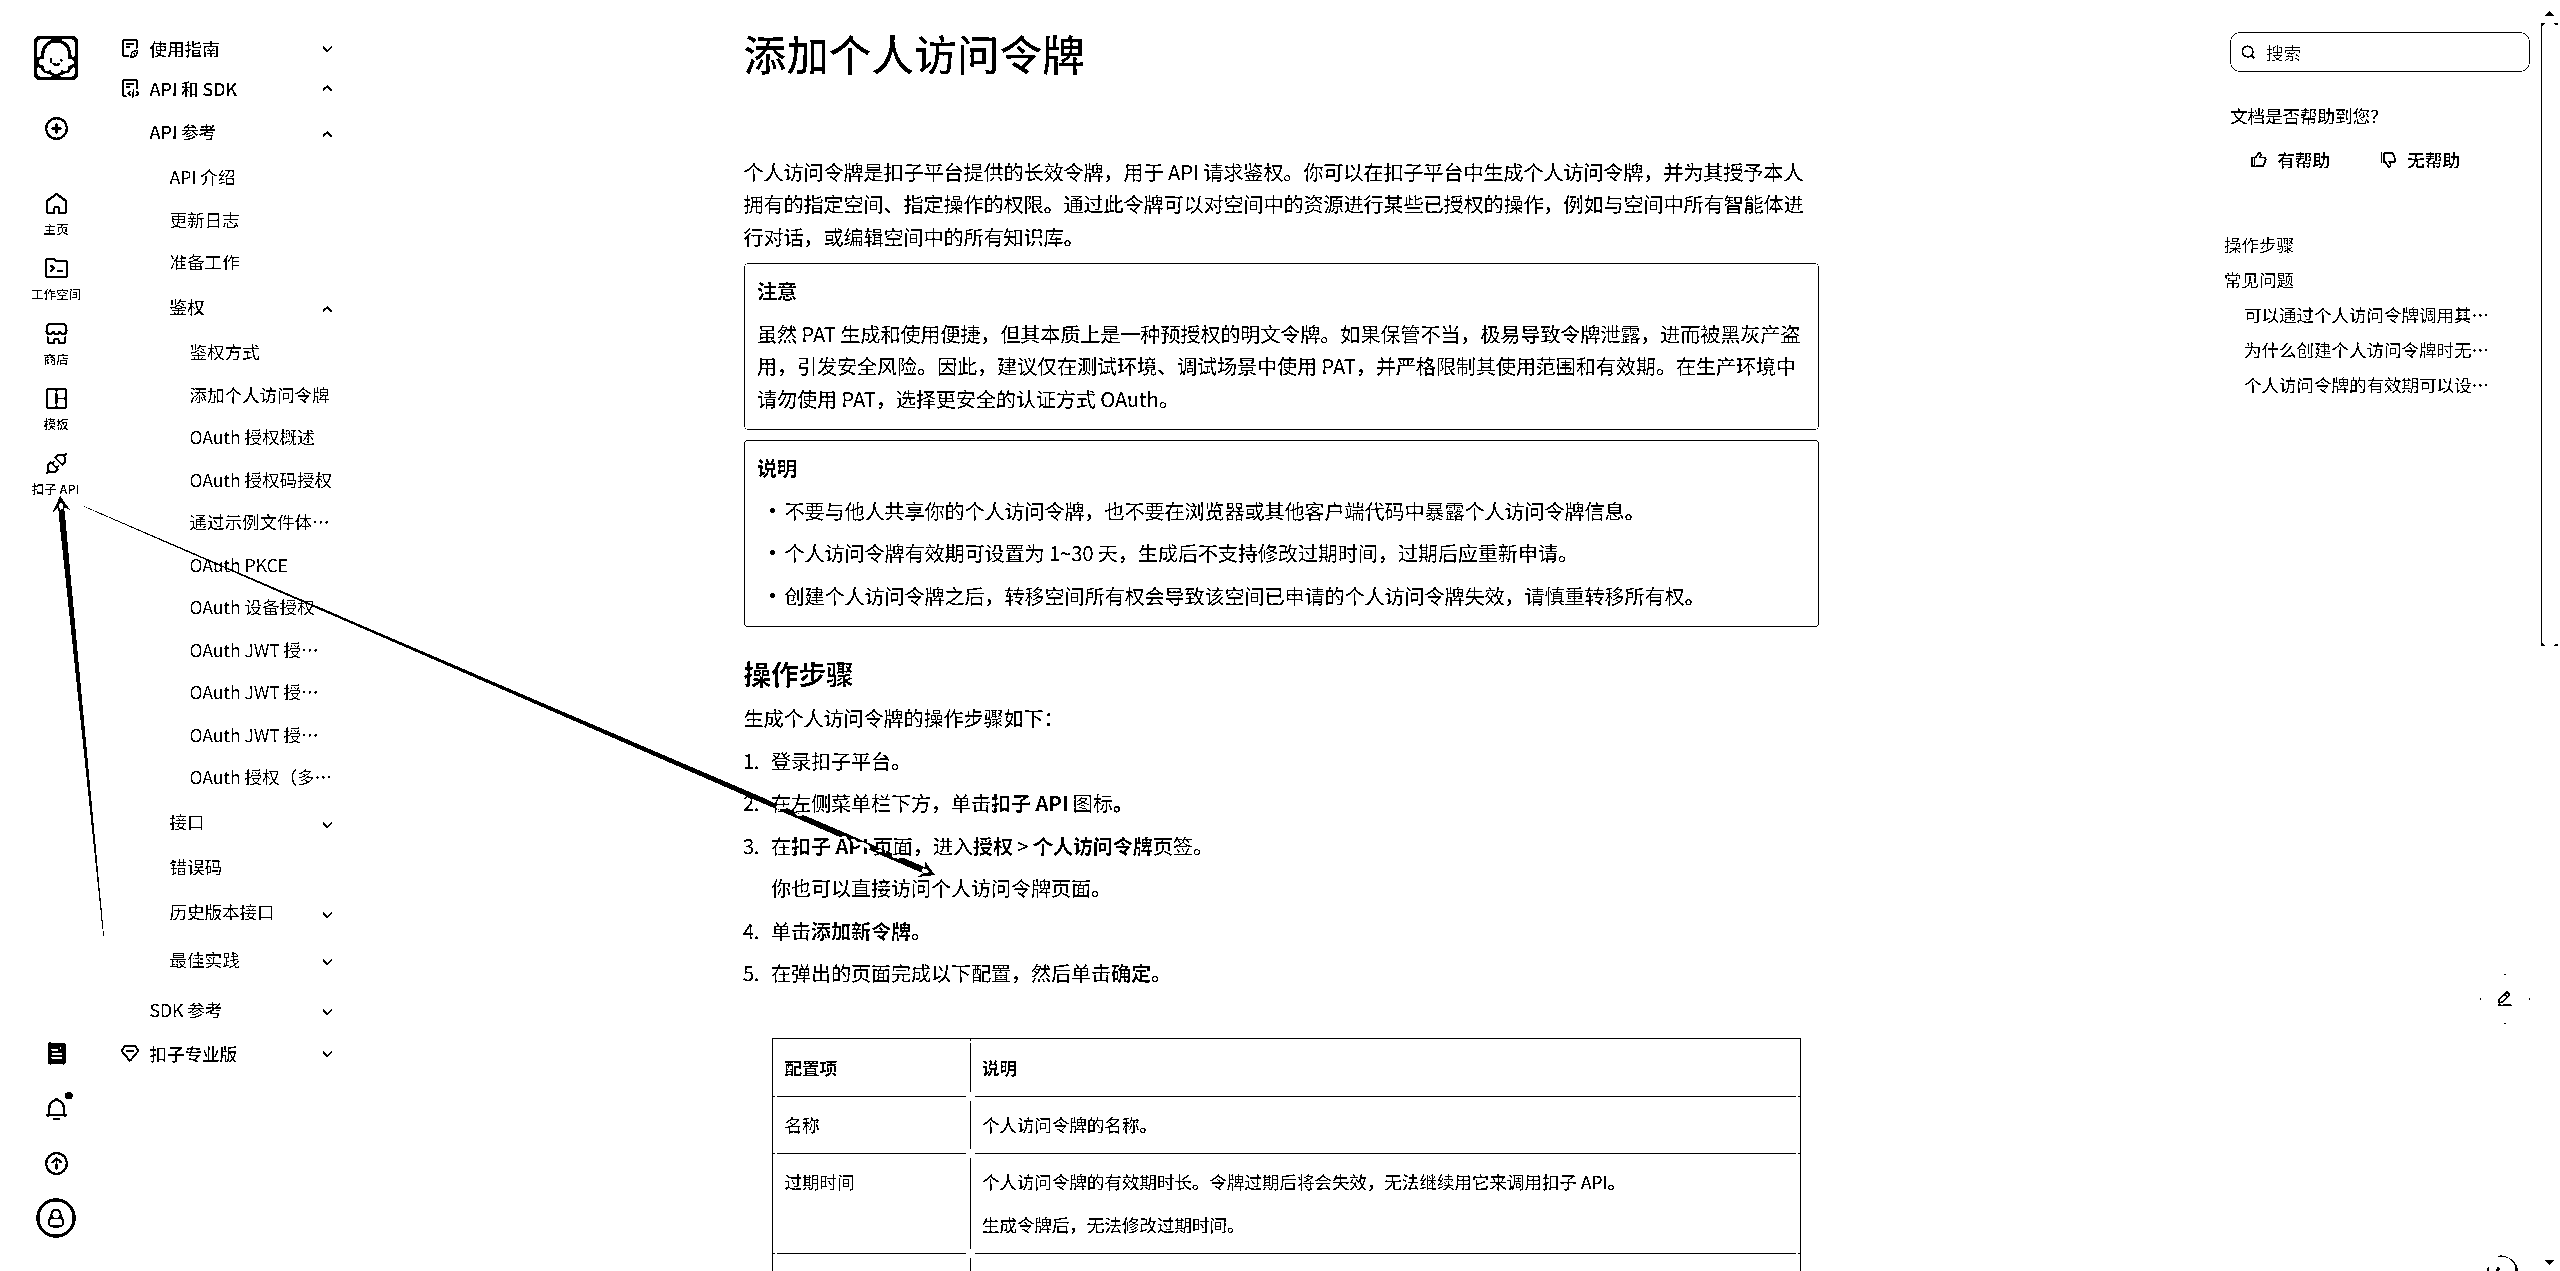 主页
工作空间
商店
模板
扣子 API
使用指南
API 和 SDK
API 参考
API 介绍
更新日志
准备工作
鉴权
鉴权方式
添加个人访问令牌
OAuth 授权概述
OAuth 授权码授权
通过示例文件体…
OAuth PKCE
OAuth 设备授权
OAuth JWT 授…
OAuth JWT 授…
OAuth JWT 授…
OAuth 授权（多…
接口
错误码
历史版本接口
最佳实践
SDK 参考
扣子专业版
添加个人访问令牌
个人访问令牌是扣子平台提供的长效令牌，用于 API 请求鉴权。你可以在扣子平台中生成个人访问令牌，并为其授予本人
拥有的指定空间、指定操作的权限。通过此令牌可以对空间中的资源进行某些已授权的操作，例如与空间中所有智能体进
行对话，或编辑空间中的所有知识库。
注意
虽然 PAT 生成和使用便捷，但其本质上是一种预授权的明文令牌。如果保管不当，极易导致令牌泄露，进而被黑灰产盗
用，引发安全风险。因此，建议仅在测试环境、调试场景中使用 PAT，并严格限制其使用范围和有效期。在生产环境中
请勿使用 PAT，选择更安全的认证方式 OAuth。
说明
• 不要与他人共享你的个人访问令牌，也不要在浏览器或其他客户端代码中暴露个人访问令牌信息。
• 个人访问令牌有效期可设置为 1~30 天，生成后不支持修改过期时间，过期后应重新申请。
• 创建个人访问令牌之后，转移空间所有权会导致该空间已申请的个人访问令牌失效，请慎重转移所有权。
操作步骤
生成个人访问令牌的操作步骤如下：
1. 登录扣子平台。
2. 在左侧菜单栏下方，单击扣子 API 图标。
3. 在扣子 API 页面，进入授权 > 个人访问令牌页签。
你也可以直接访问个人访问令牌页面。
4. 单击添加新令牌。
5. 在弹出的页面完成以下配置，然后单击确定。
配置项 说明
名称 个人访问令牌的名称。
过期时间 个人访问令牌的有效期时长。令牌过期后将会失效，无法继续用它来调用扣子 API。
生成令牌后，无法修改过期时间。
搜索
文档是否帮助到您？
有帮助 无帮助
操作步骤
常见问题
可以通过个人访问令牌调用其…
为什么创建个人访问令牌时无…
个人访问令牌的有效期可以设…